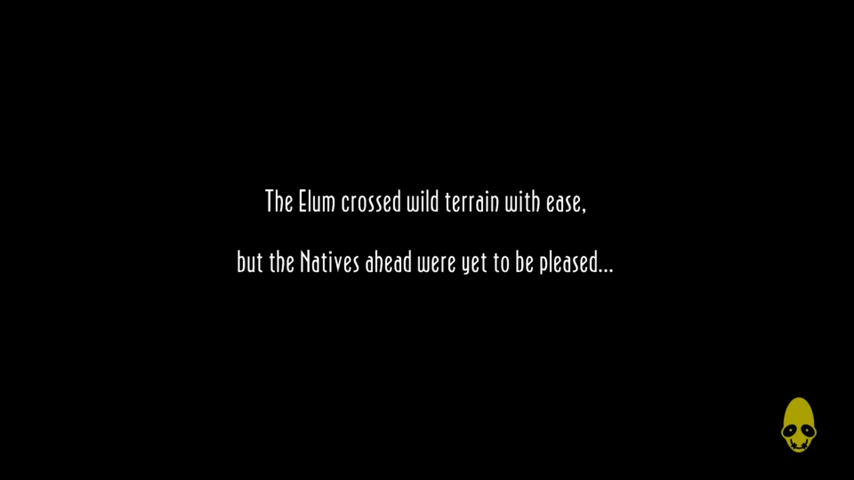 The Elum crossed wild terrain with ease,
but the Natives ahead were yet to be pleased...